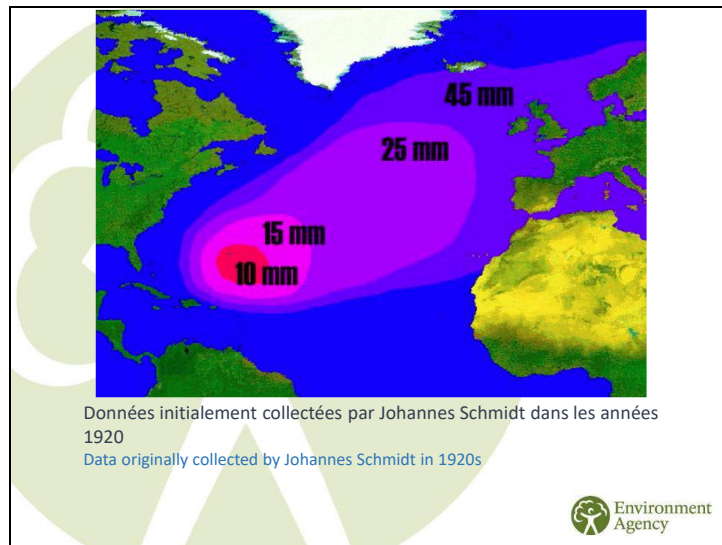 45 mm
25 mm
15 mm
10 mm
Données initialement collectées par Johannes Schmidt dans les années
1920
Data originally collected by Johannes Schmidt in 1920s
Environment
Agency